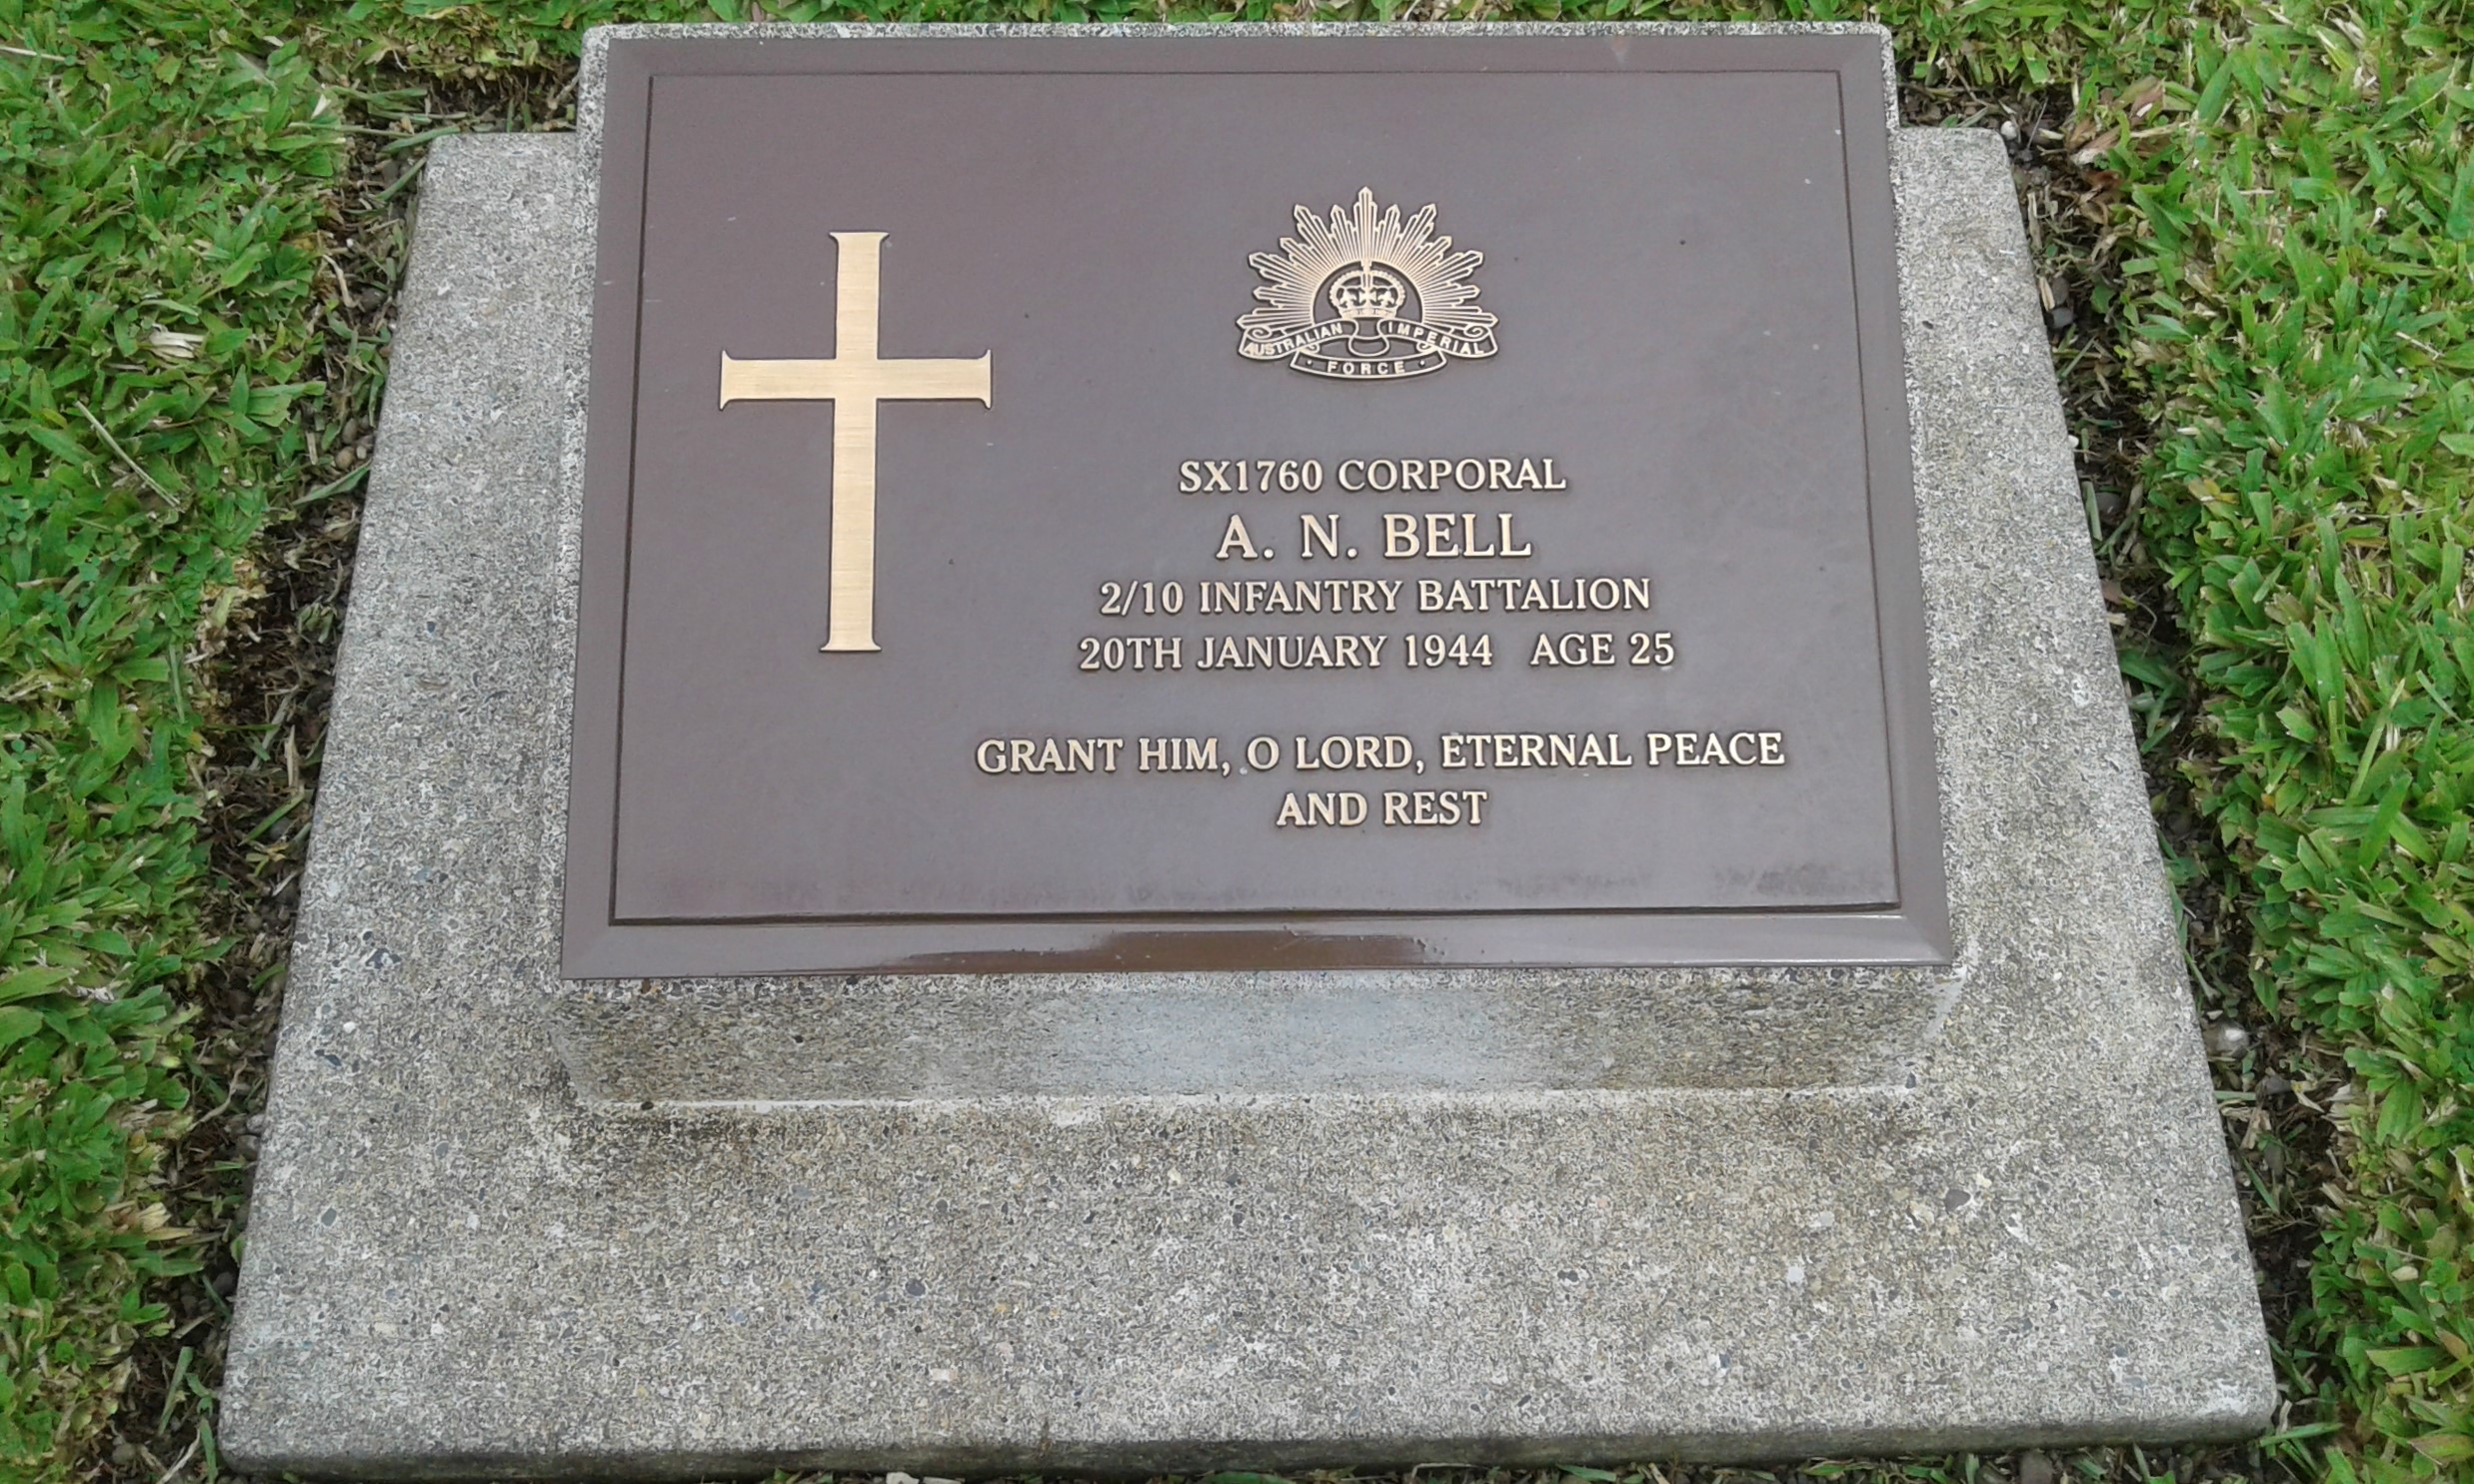 AUSTRALIAN IMPERIAL
FORCE
SX1760 CORPORAL
A. N. BELL
2/10 INFANTRY BATTALION
20TH JANUARY 1944 AGE 25
GRANT HIM, O LORD, ETERNAL PEACE
AND REST